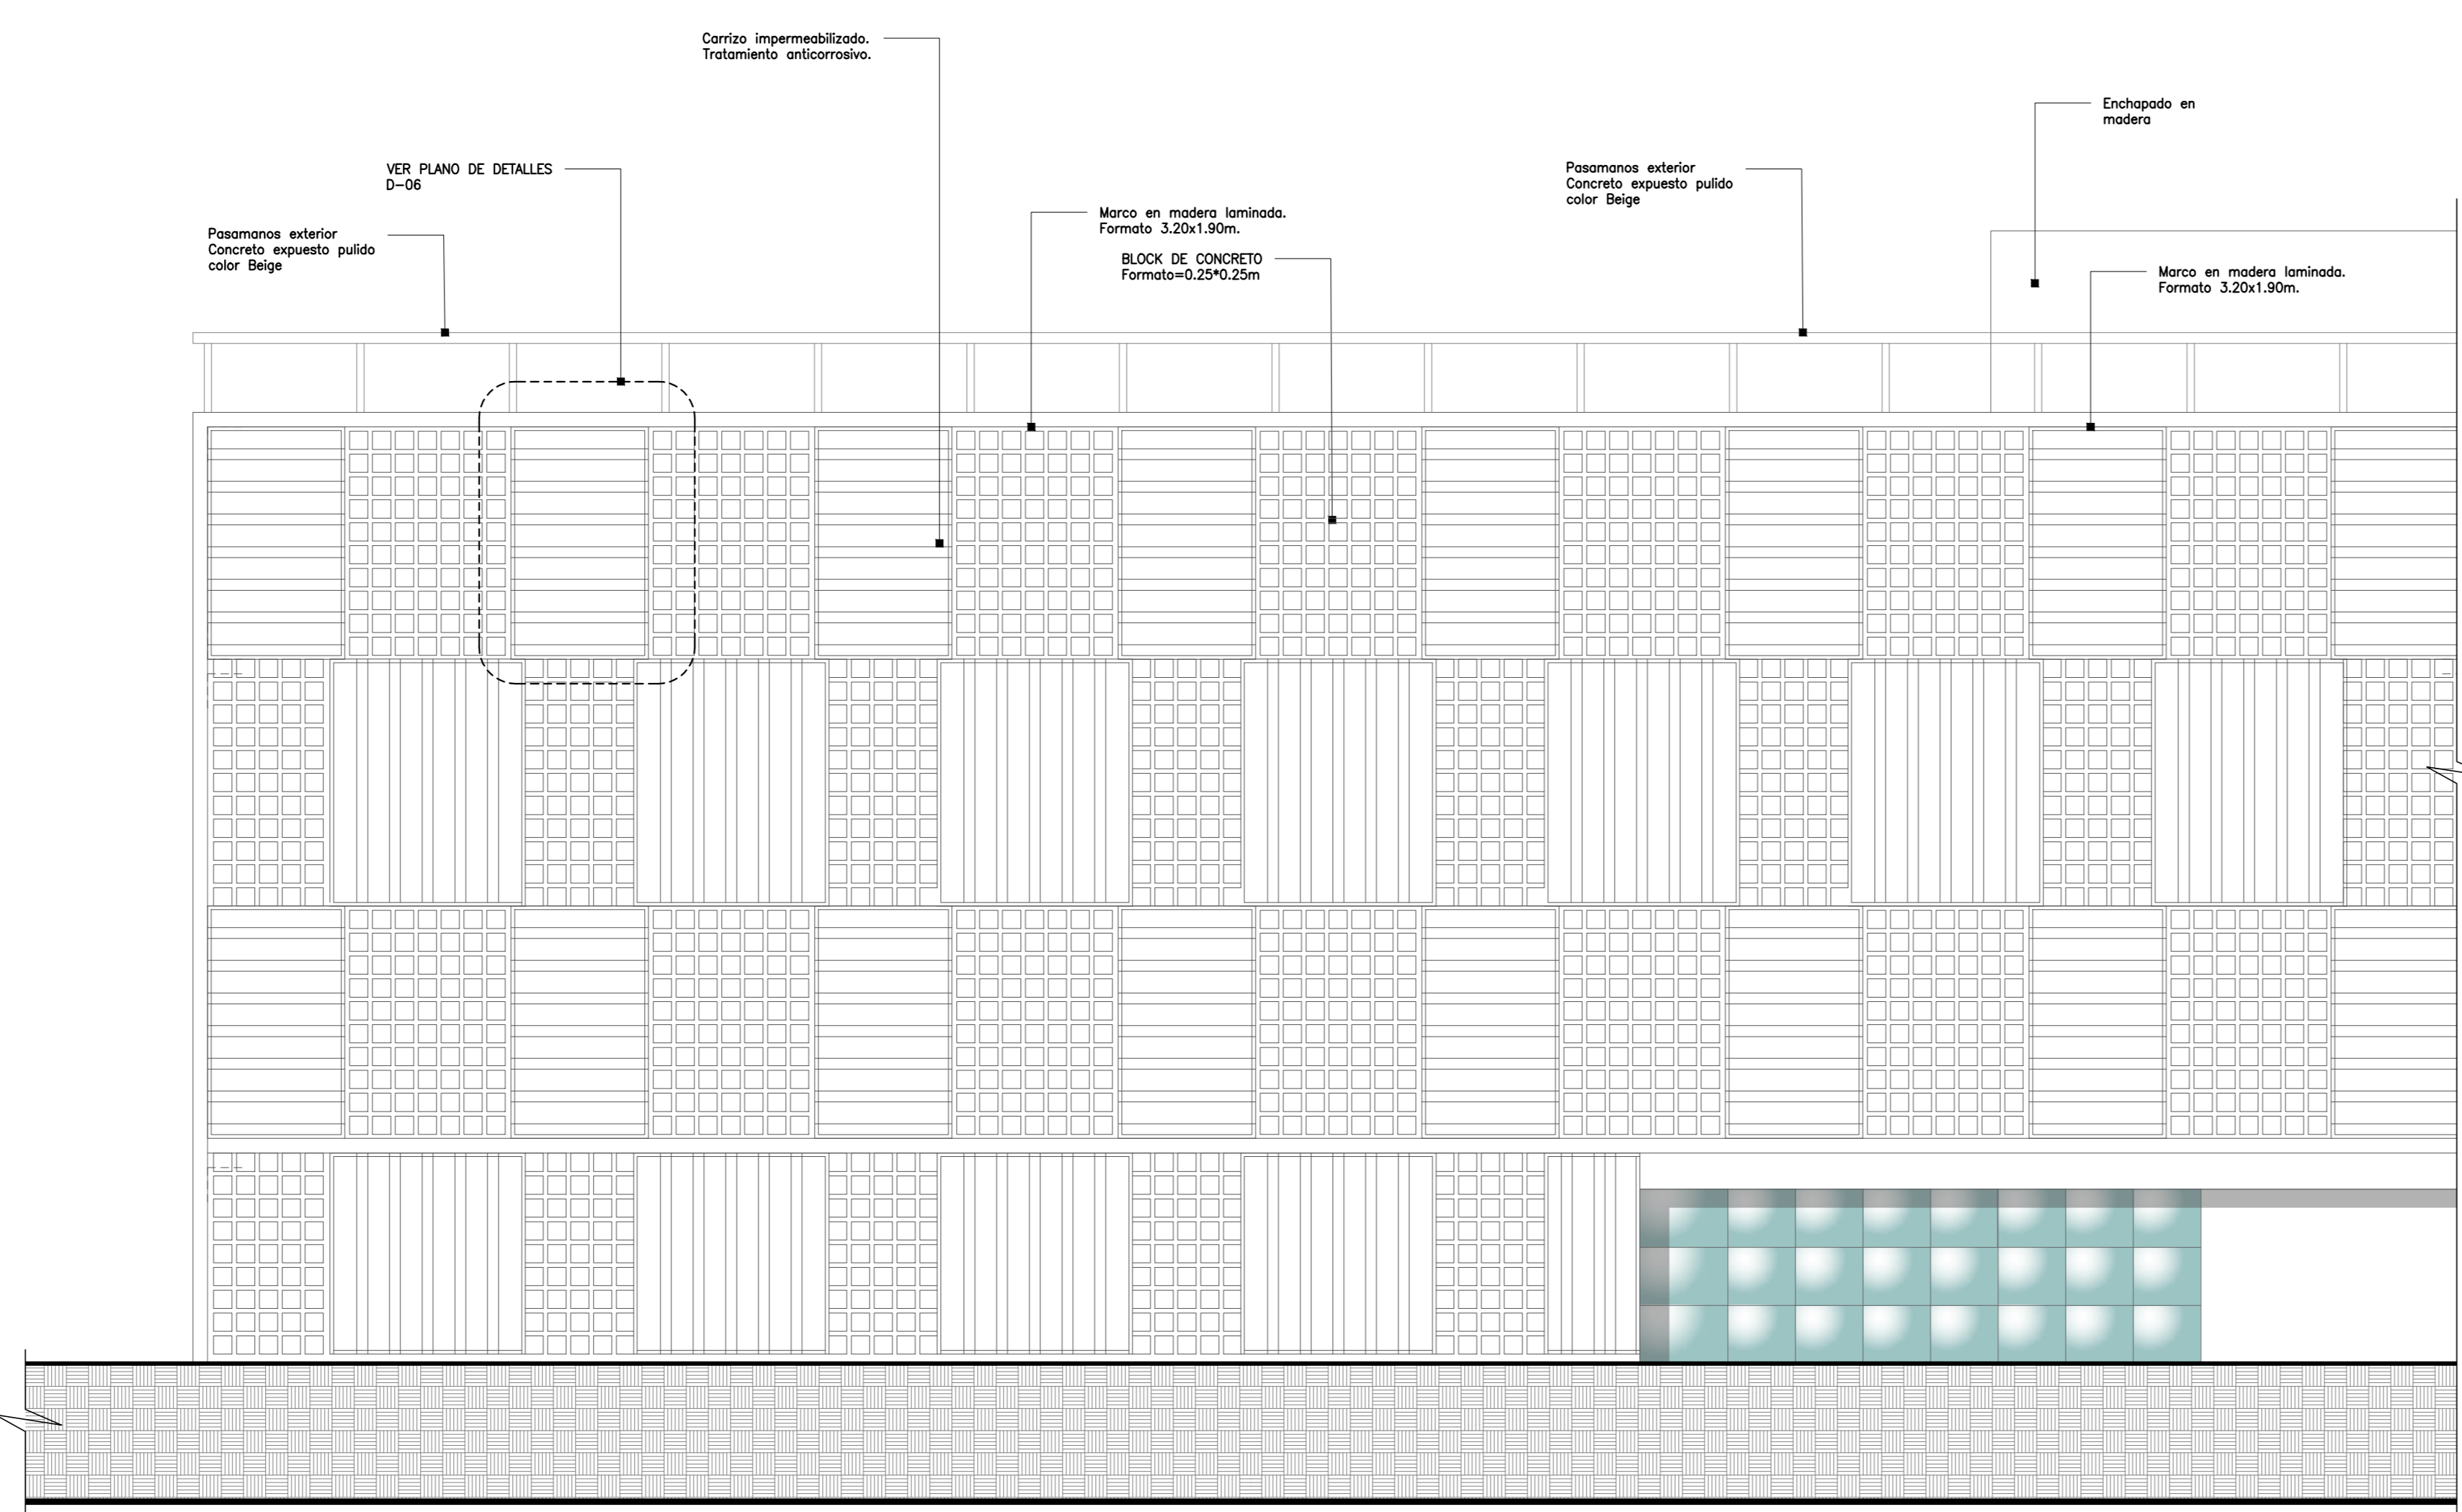 Carrizo impermeabilizado.
Tratamiento anticorrosivo.
Enchapado en
madera
VER PLANO DE DETALLES
D-06
Pasamanos exterior
Concreto expuesto pulido
color Beige
Marco en madera laminada.
Formato 3.20x1.90m.
Pasamanos exterior
Concreto expuesto pulido
color Beige
BLOCK DE CONCRETO
Formato=0.25*0.25m
Marco en madera laminada.
Formato 3.20x1.90m.